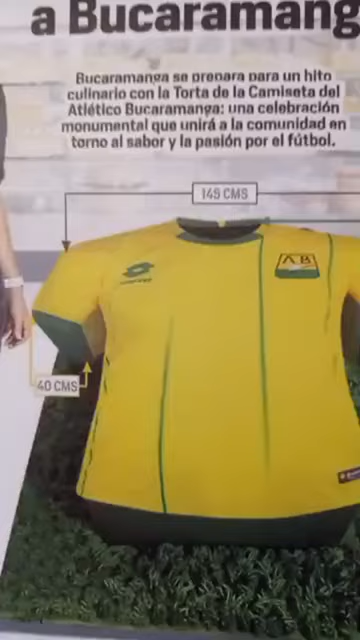 a Bucaramang
Bucaramanga se prepara para un hito
culinario con la Torta de la Camiseta del
Atlético Bucaramanga: una celebración
monumental que unirá a la comunidad en
torno al sabor y la pasión por el fútbol.
145 CMS
AB
40 CMS